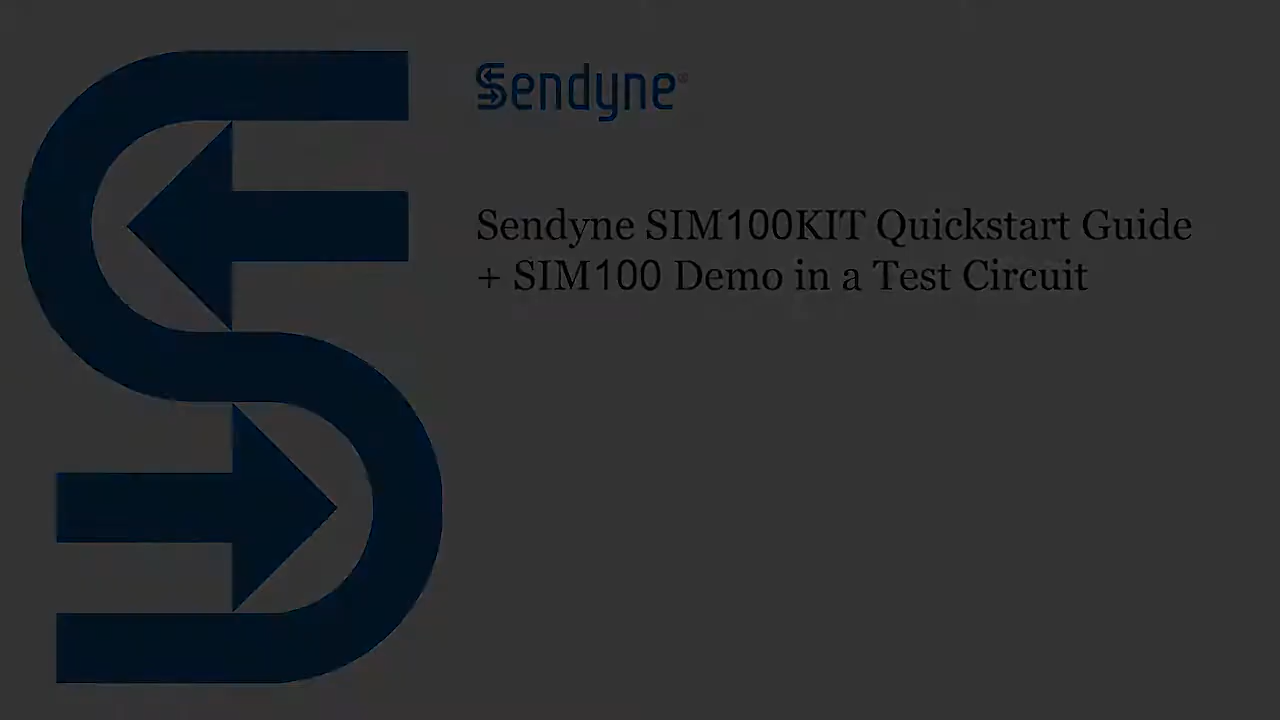 Sendyne®
Sendyne SIM100KIT Quickstart Guide
+ SIM100 Demo in a Test Circuit